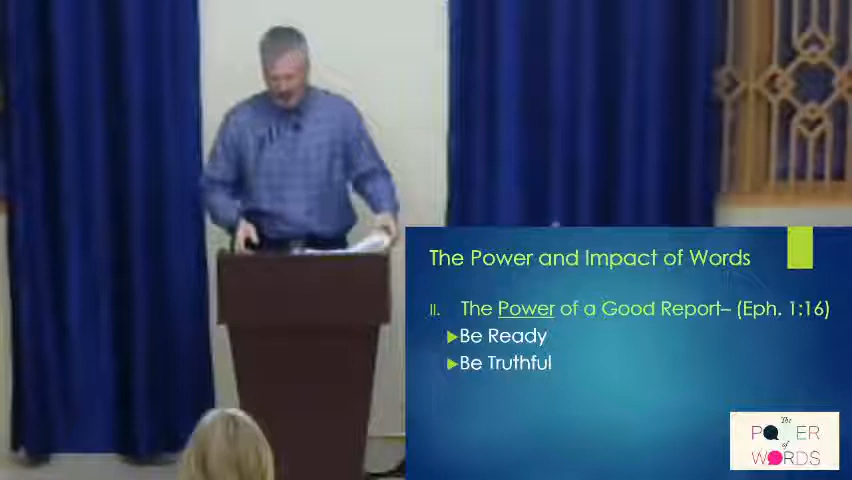 The Power and Impact of Words
II. The Power of a Good Report– (Eph. 1:16)
Be Ready
Be Truthful
The
POWER
of
WORDS